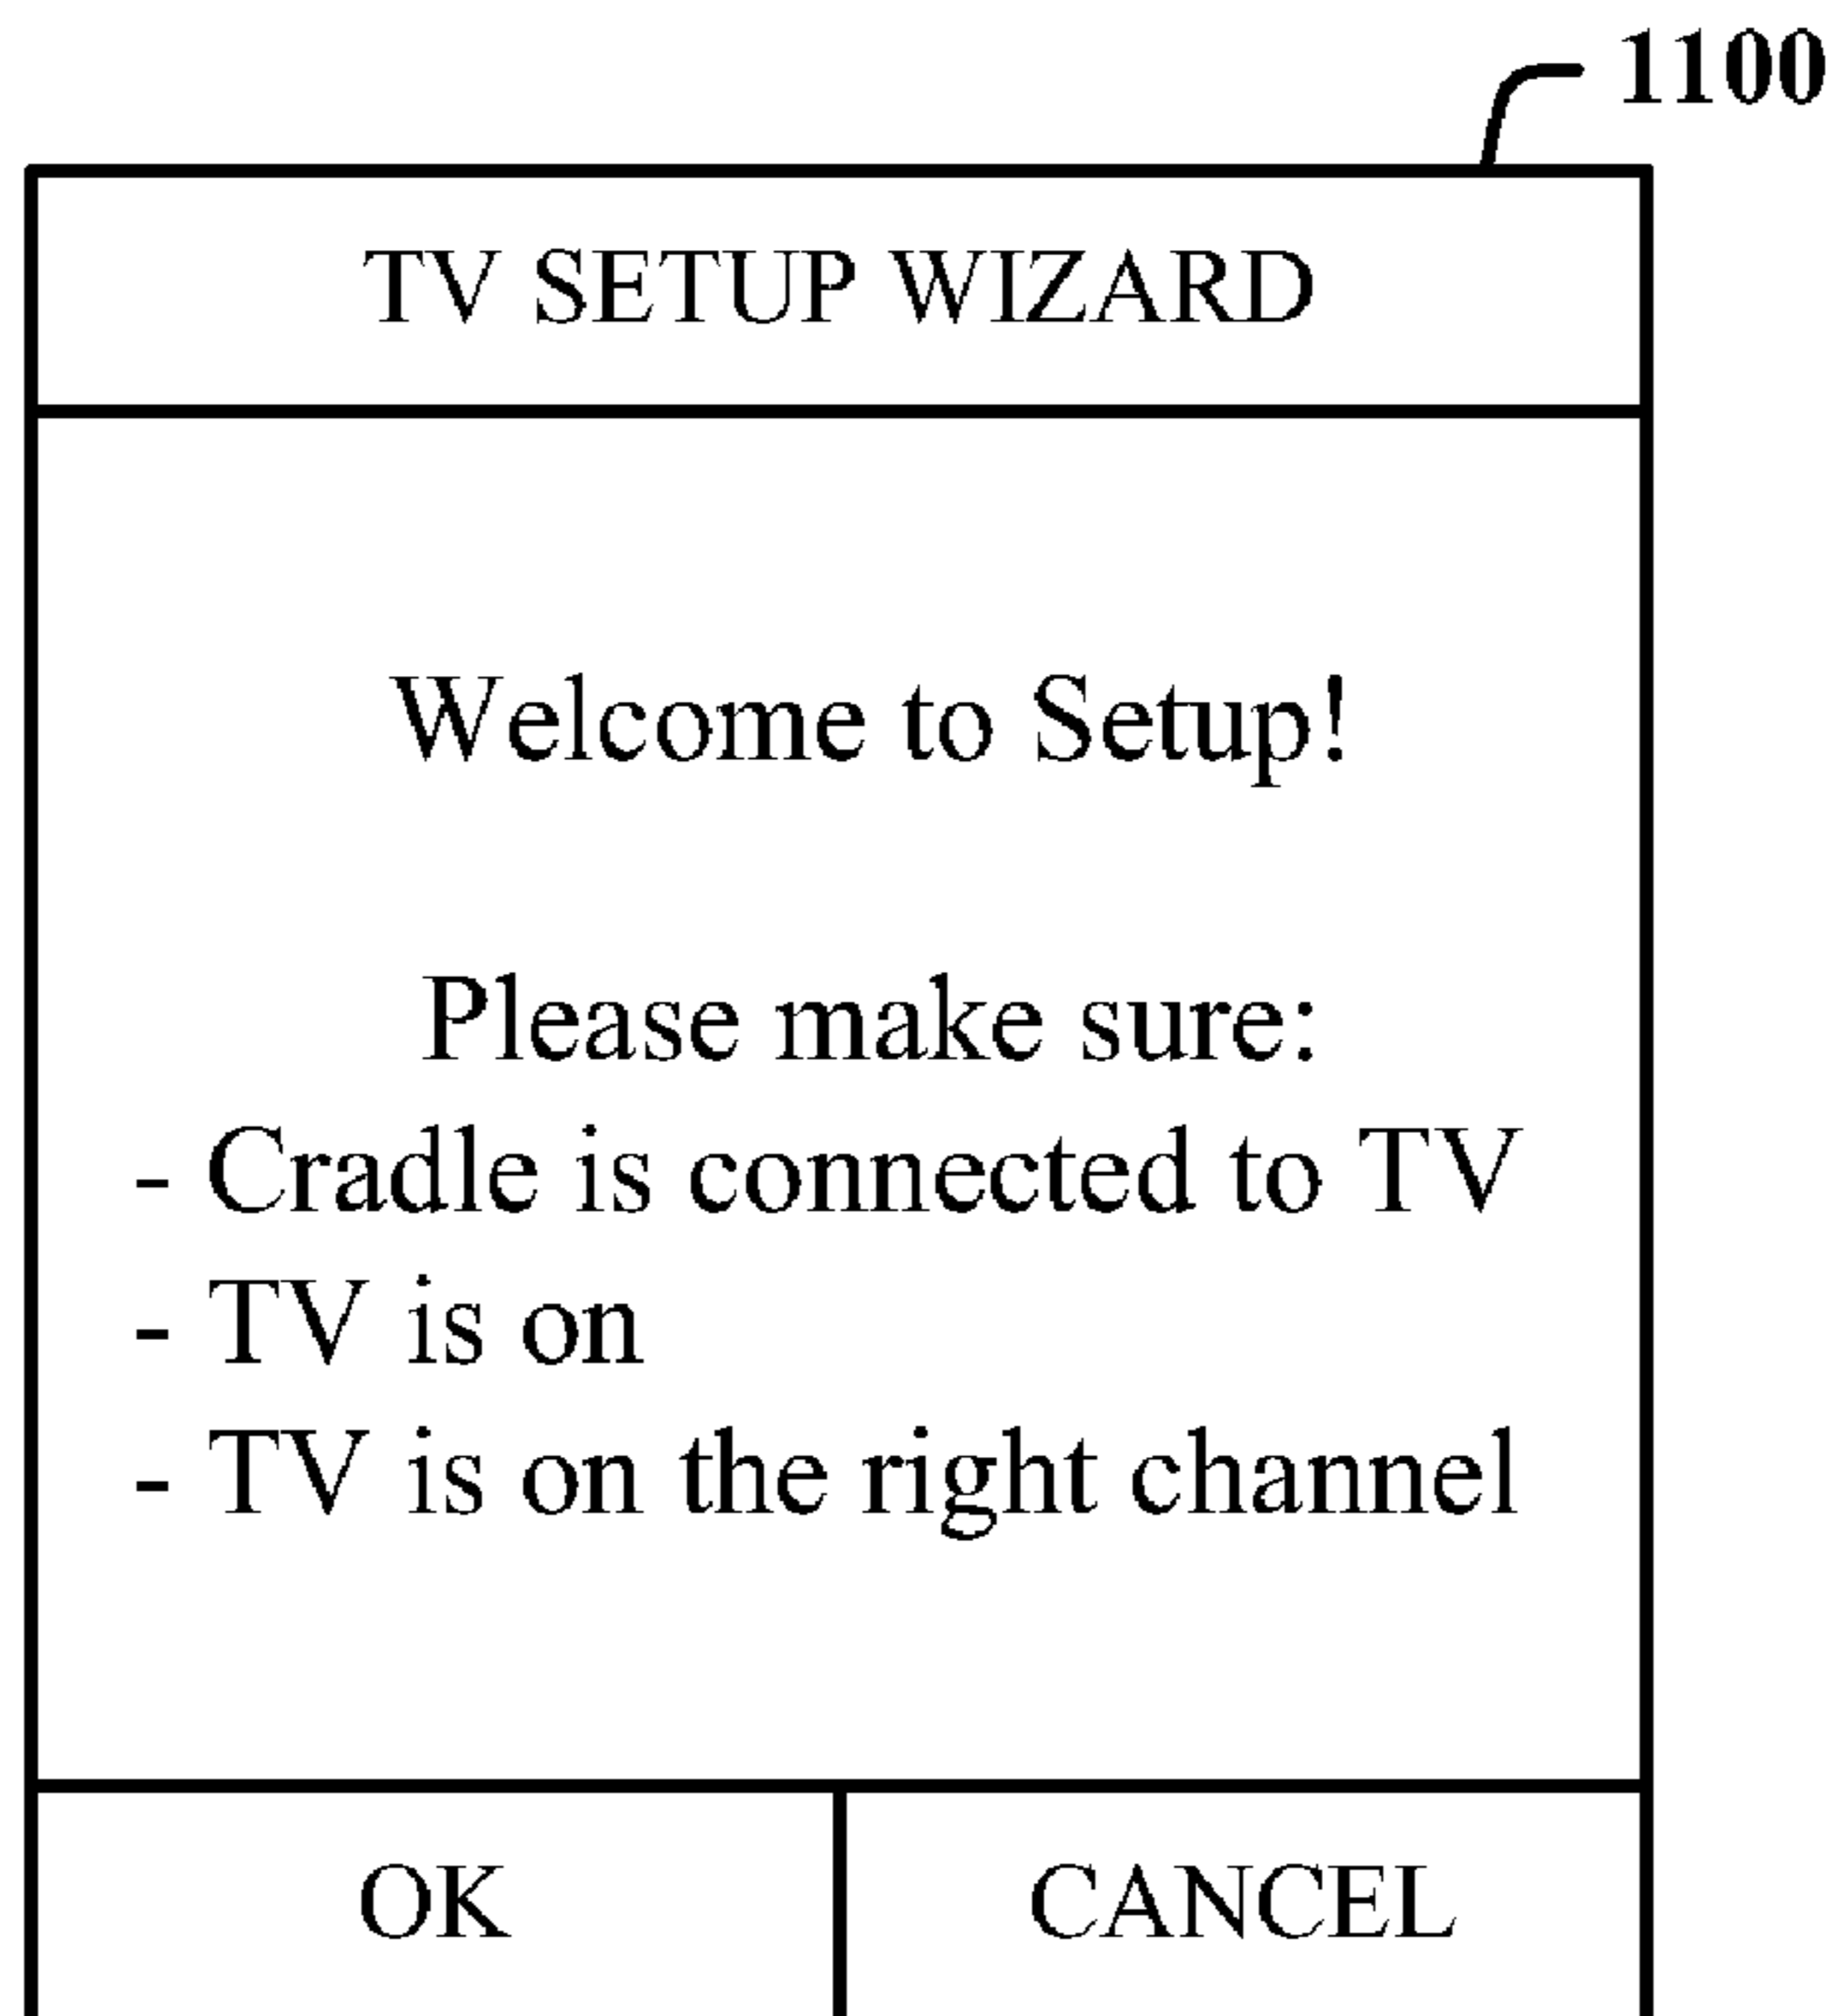 1100
TV SETUP WIZARD
Welcome to Setup!
Please make sure:
- Cradle is connected to TV
- TV is on
- TV is on the right channel
OK
CANCEL